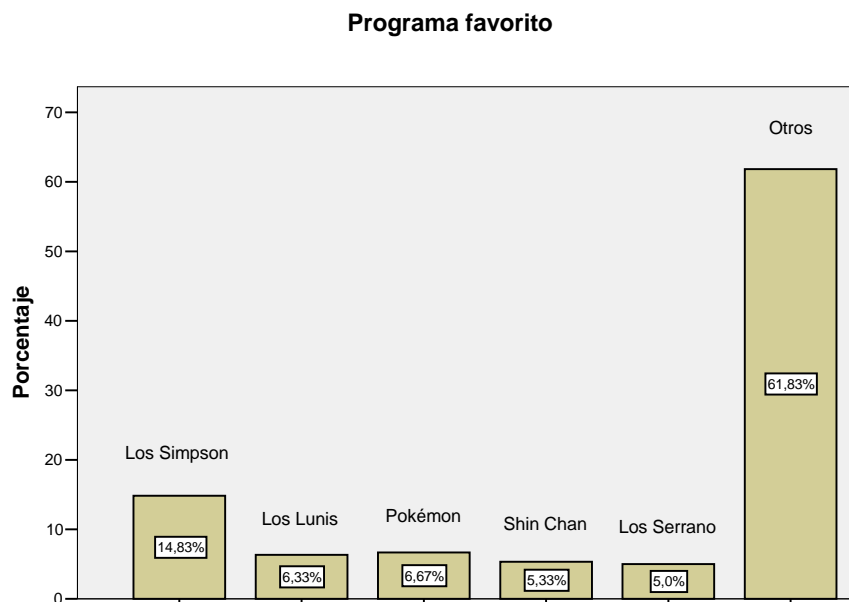 Programa favorito
Porcentaje
70
60
50
40
30
20
10
0
Otros
Los Simpson
Los Lunis
Pokémon
Shin Chan
Los Serrano
14,83%
6,33%
6,67%
5,33%
5,0%
61,83%